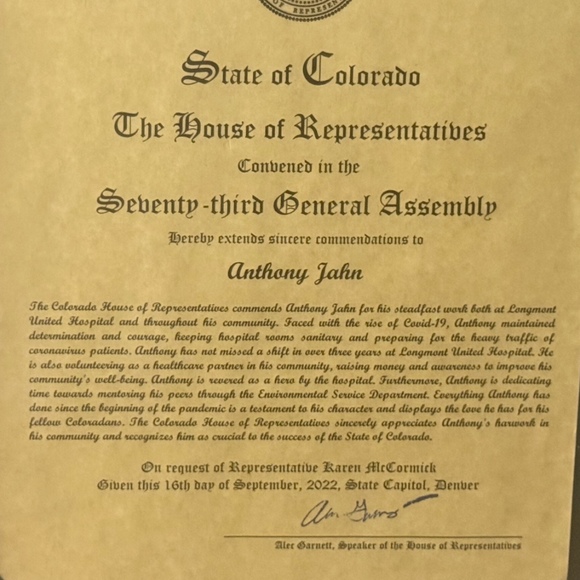 OF REPRESEN
State of Colorado
The House of Representatives
Convened in the
Seventy-third General Assembly
Hereby extends sincere commendations to
Anthony Jahn
The Colorado House of Representatives commends Anthony Jahn for his steadfast work both at Longmont
United Hospital and throughout his community. Faced with the rise of Covid-19, Anthony maintained
determination and courage, keeping hospital rooms sanitary and preparing for the heavy traffic of
coronavirus patients. Anthony has not missed a shift in over three years at Longmont United Hospital. He
is also volunteering as a healthcare partner in his community, raising money and awareness to improve his
community's well-being. Anthony is revered as a hero by the hospital. Furthermore, Anthony is dedicating
time towards mentoring his peers through the Environmental Service Department. Everything Anthony has
done since the beginning of the pandemic is a testament to his character and displays the love he has for his
fellow Coloradans. The Colorado House of Representatives sincerely appreciates Anthony's harwork in
his community and recognizes him as crucial to the success of the State of Colorado.
On request of Representative Karen McCormick
Given this 16th day of September, 2022, State Capitol, Denver
Alec Garnett, Speaker of the House of Representatives